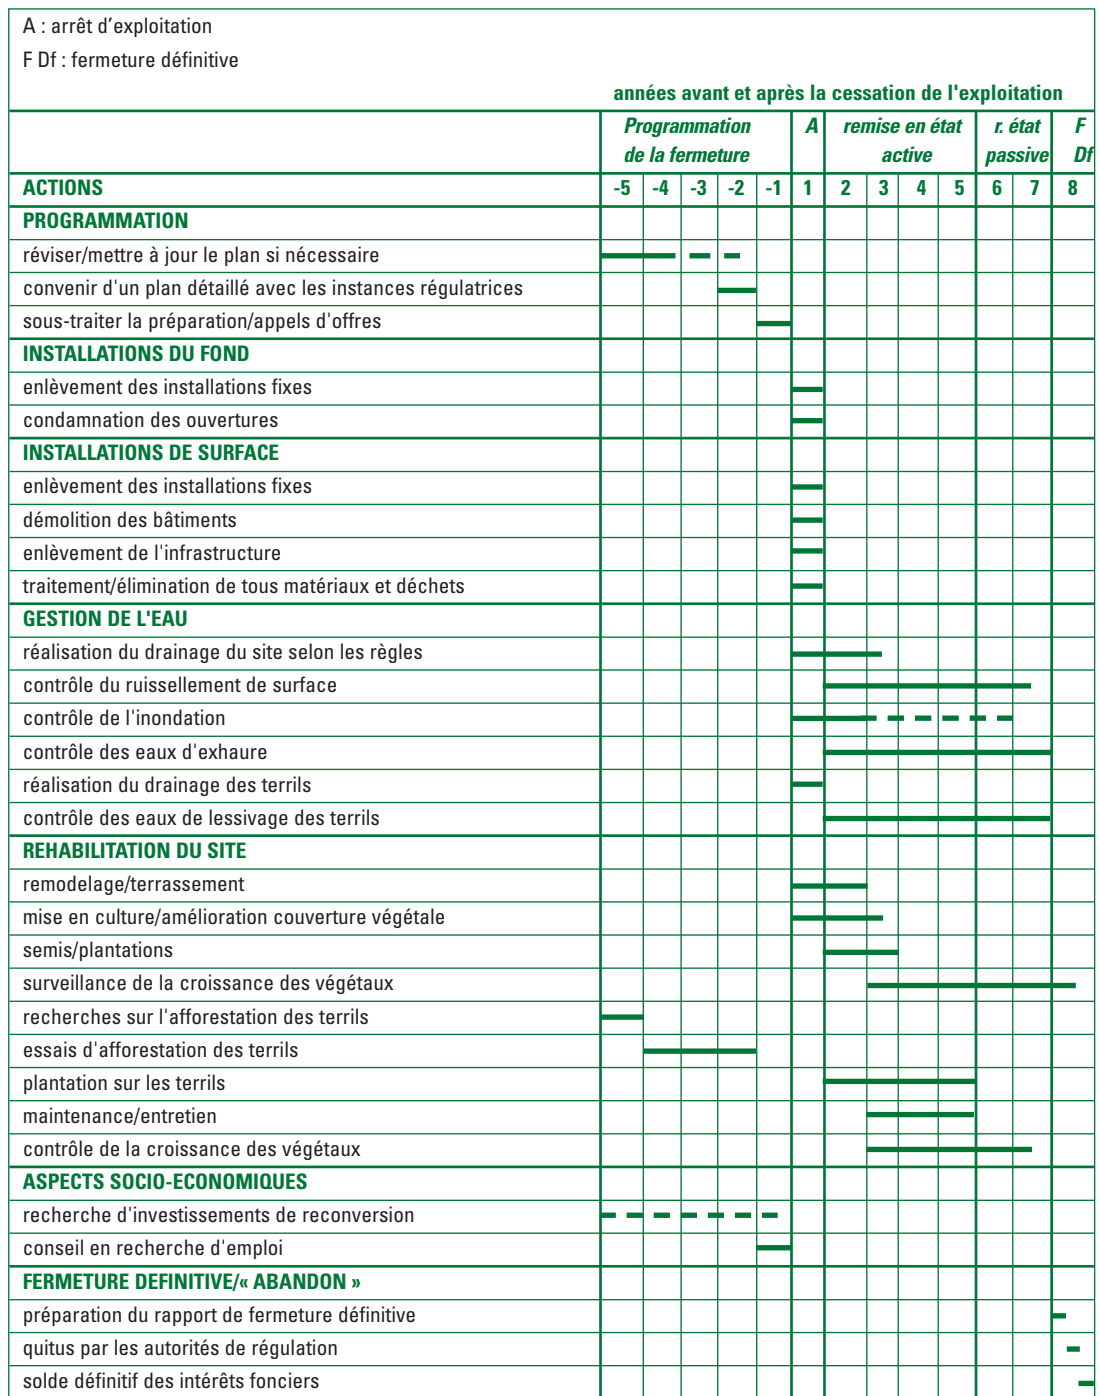 A : arrêt d’exploitation
F Df : fermeture définitive
années avant et après la cessation de l'exploitation
Programmation A remise en état r. état F
de la fermeture active passive Df
ACTIONS -5 -4 -3 -2 -1 1 2 3 4 5 6 7 8
PROGRAMMATION
réviser/mettre à jour le plan si nécessaire
convenir d'un plan détaillé avec les instances régulatrices
sous-traiter la préparation/appels d'offres
INSTALLATIONS DU FOND
enlèvement des installations fixes
condamnation des ouvertures
INSTALLATIONS DE SURFACE
enlèvement des installations fixes
démolition des bâtiments
enlèvement de l'infrastructure
traitement/élimination de tous matériaux et déchets
GESTION DE L'EAU
réalisation du drainage du site selon les règles
contrôle du ruissellement de surface
contrôle de l'inondation
contrôle des eaux d'exhaure
réalisation du drainage des terrils
contrôle des eaux de lessivage des terrils
REHABILITATION DU SITE
remodelage/terrassement
mise en culture/amélioration couverture végétale
semis/plantations
surveillance de la croissance des végétaux
recherches sur l'afforestation des terrils
essais d'afforestation des terrils
plantation sur les terrils
maintenance/entretien
contrôle de la croissance des végétaux
ASPECTS SOCIO-ECONOMIQUES
recherche d'investissements de reconversion
conseil en recherche d'emploi
FERMETURE DEFINITIVE/« ABANDON »
préparation du rapport de fermeture définitive
quitus par les autorités de régulation
solde définitif des intérêts fonciers